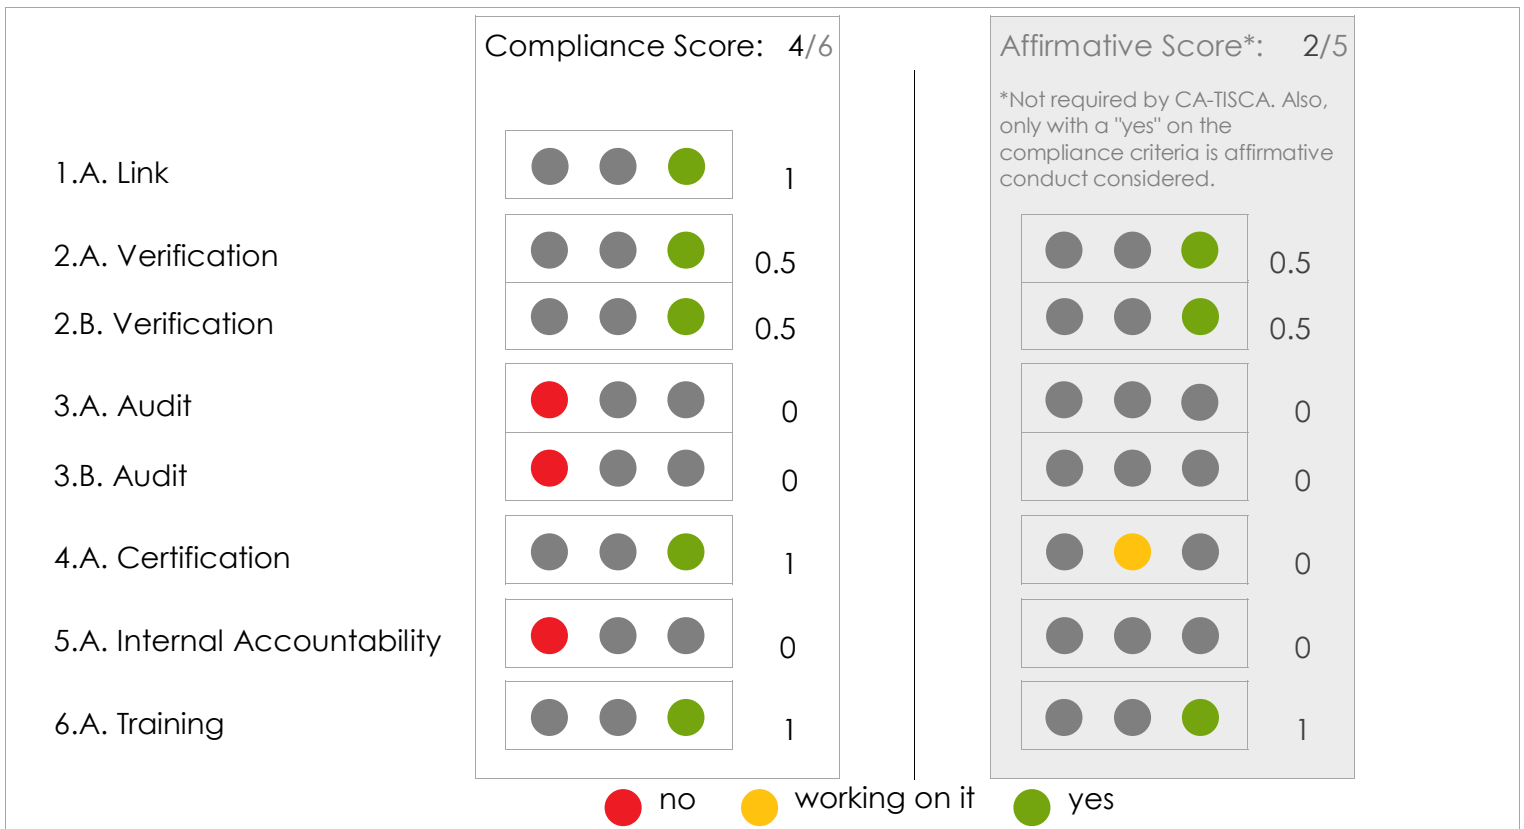 Compliance Score: 4/6
Affirmative Score*: 2/5
*Not required by CA-TISCA. Also,
only with a "yes" on the
compliance criteria is affirmative
conduct considered.
1.A. Link 1
2.A. Verification 0.5 0.5
2.B. Verification 0.5 0.5
3.A. Audit 0 0
3.B. Audit 0 0
4.A. Certification 1 0
5.A. Internal Accountability 0 0
6.A. Training 1 1
no working on it yes